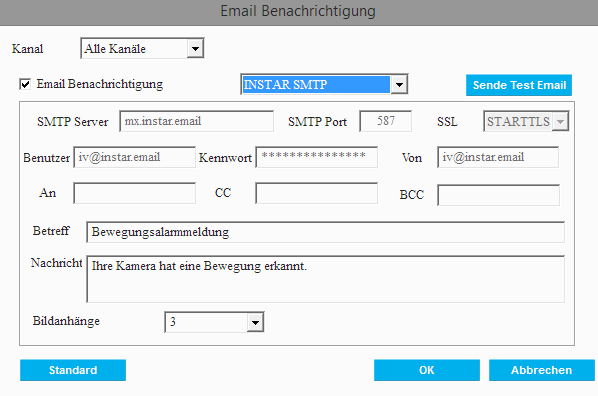 Email Benachrichtigung
Kanal Alle Kanäle
Email Benachrichtigung INSTAR SMTP Sende Test Email
SMTP Server mx.instar.email SMTP Port 587 SSL STARTTLS
Benutzer iv@instar.email Kennwort *************** Von iv@instar.email
An CC BCC
Betreff Bewegungsalarmmeldung
Nachricht Ihre Kamera hat eine Bewegung erkannt.
Bildanhänge 3
Standard OK Abbrechen